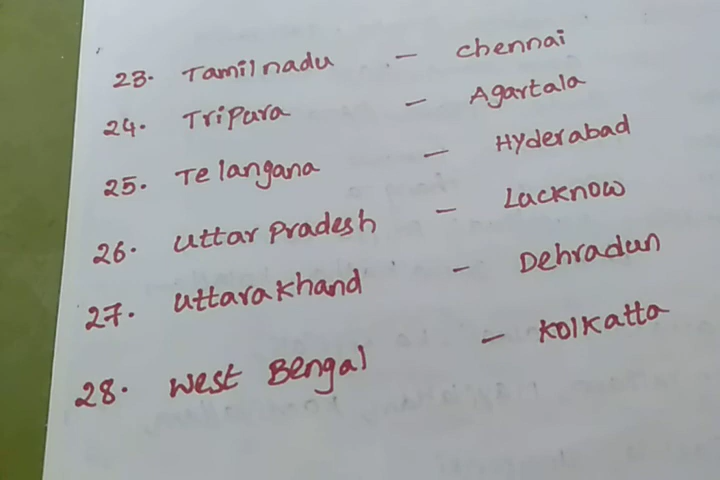 23. Tamilnadu - chennai
24. Tripura - Agartala
25. Telangana - Hyderabad
26. Uttar pradesh - Lucknow
27. Uttarakhand - Dehradun
28. West Bengal - Kolkatta